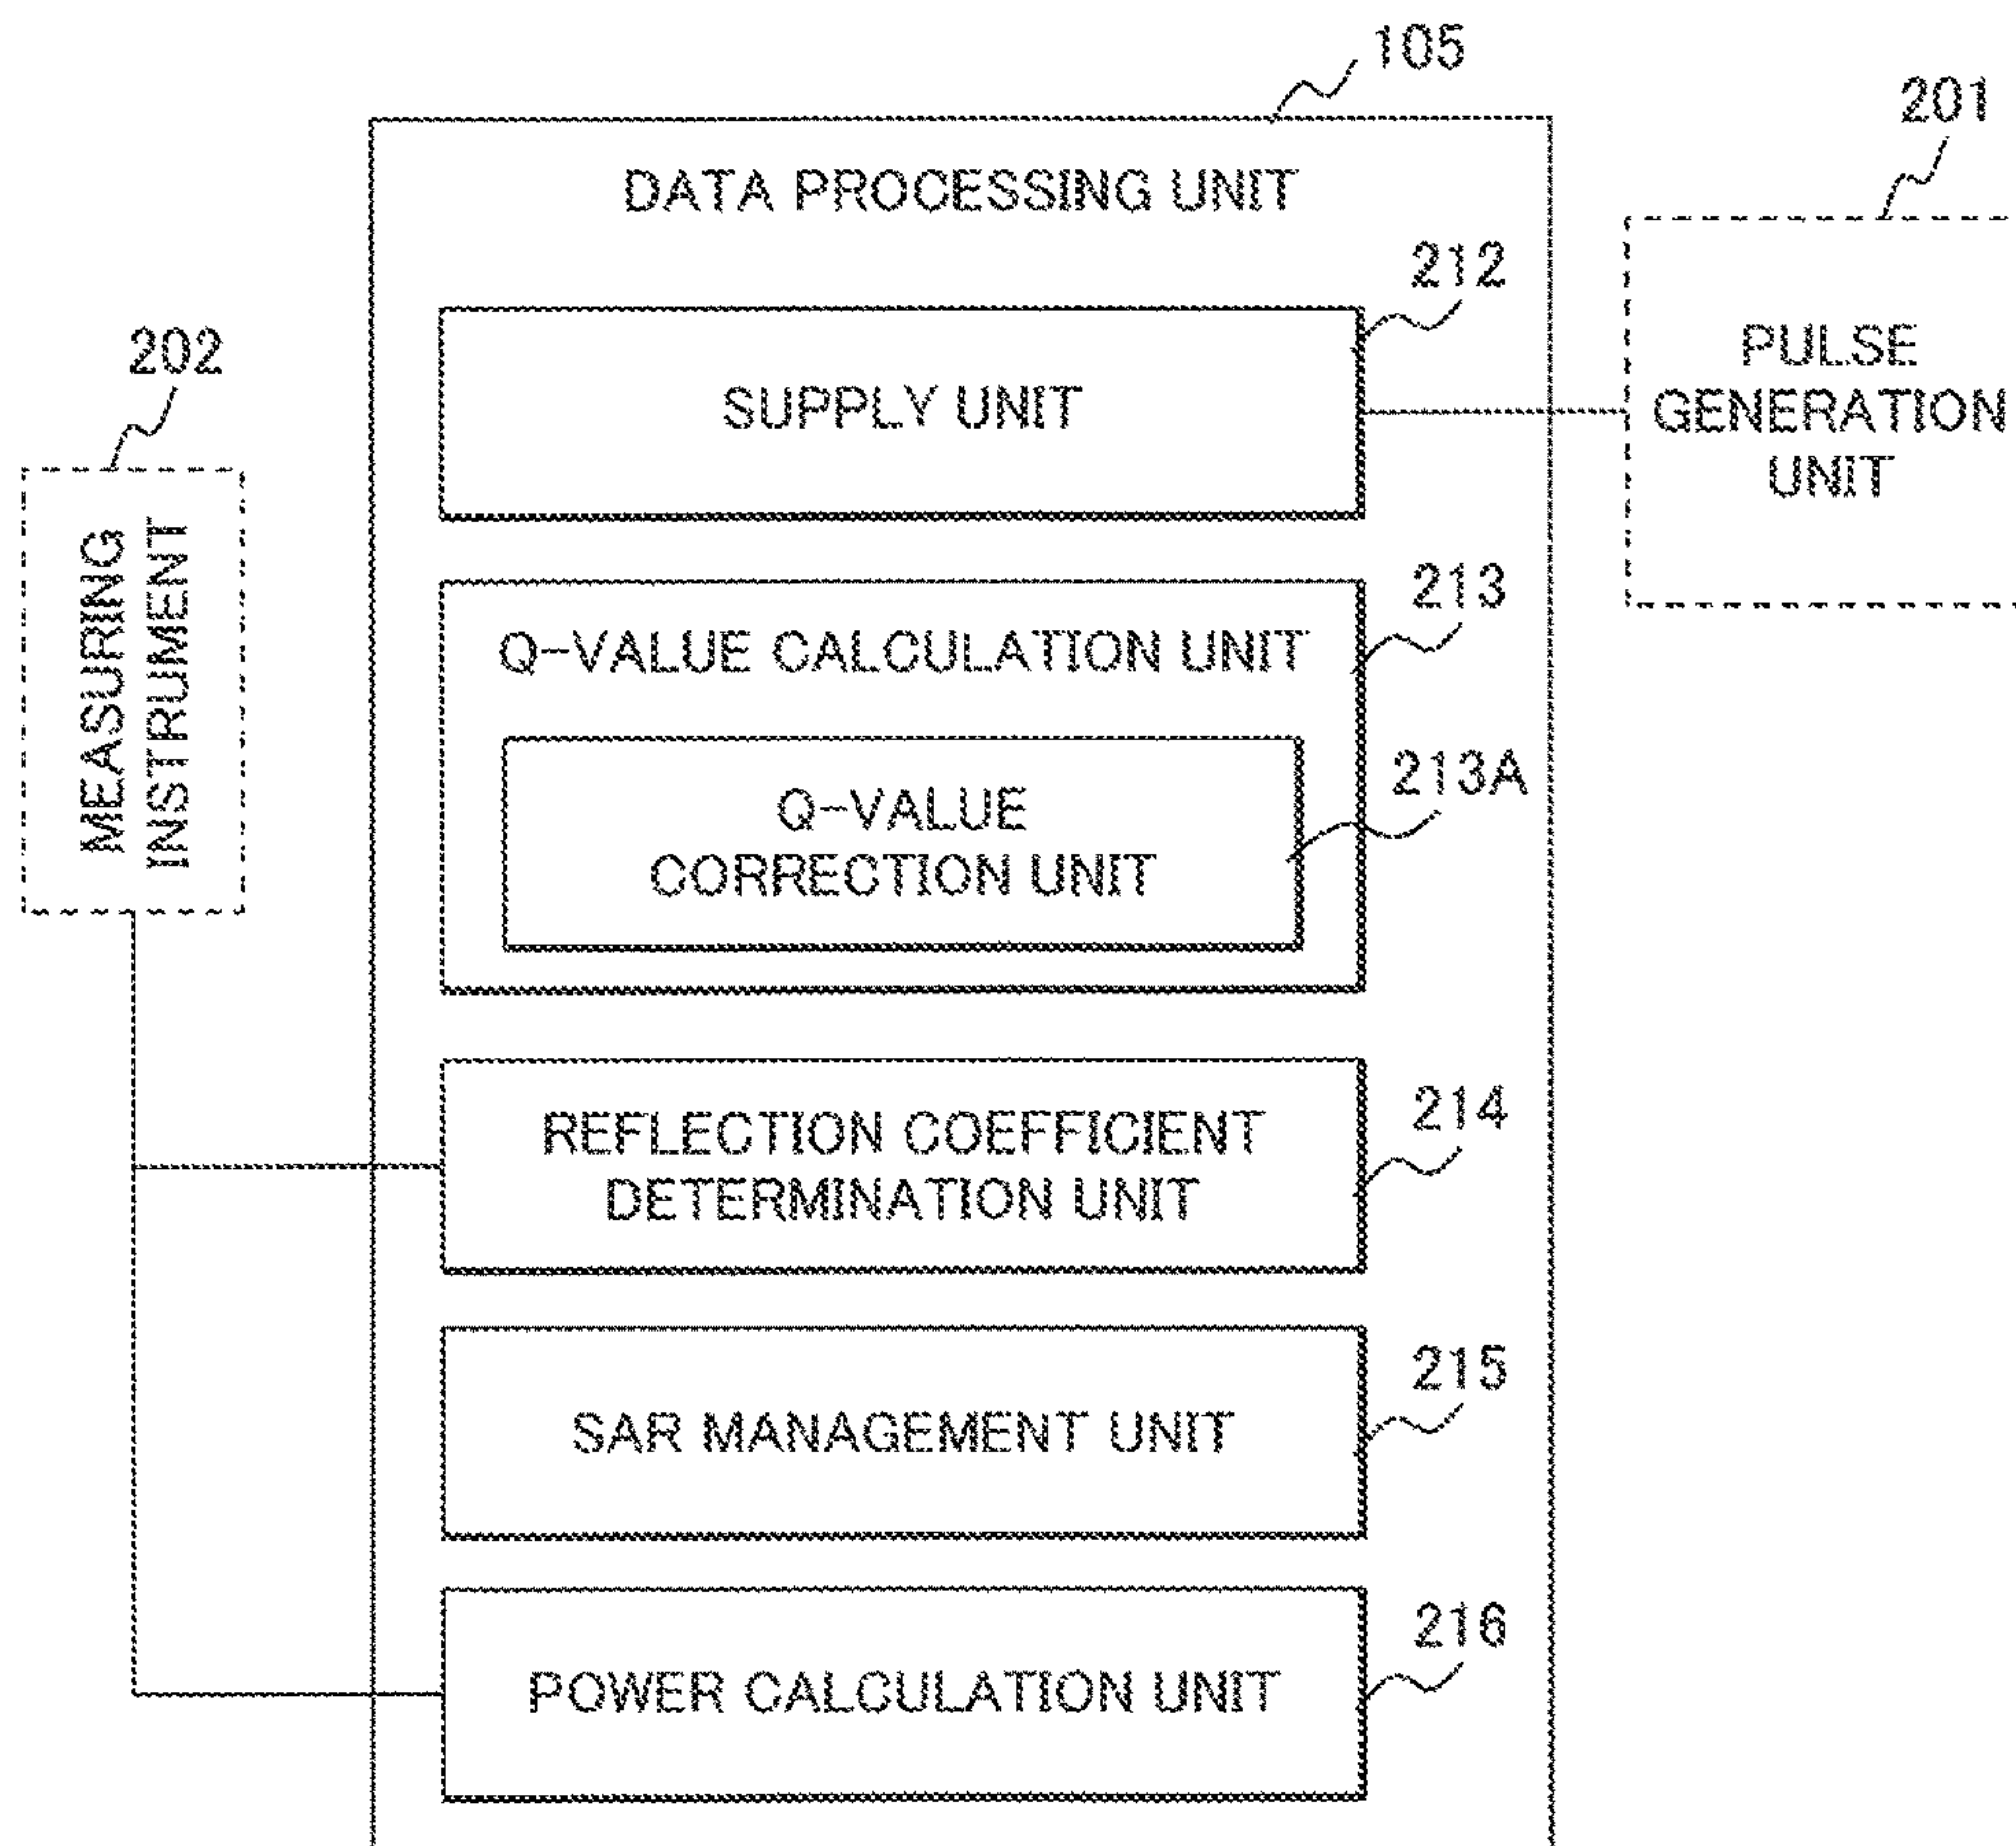 105
201
DATA PROCESSING UNIT
212
SUPPLY UNIT
PULSE
GENERATION
UNIT
202
MEASURING
INSTRUMENT
213
Q-VALUE CALCULATION UNIT
213A
Q-VALUE
CORRECTION UNIT
214
REFLECTION COEFFICIENT
DETERMINATION UNIT
215
SAR MANAGEMENT UNIT
216
POWER CALCULATION UNIT